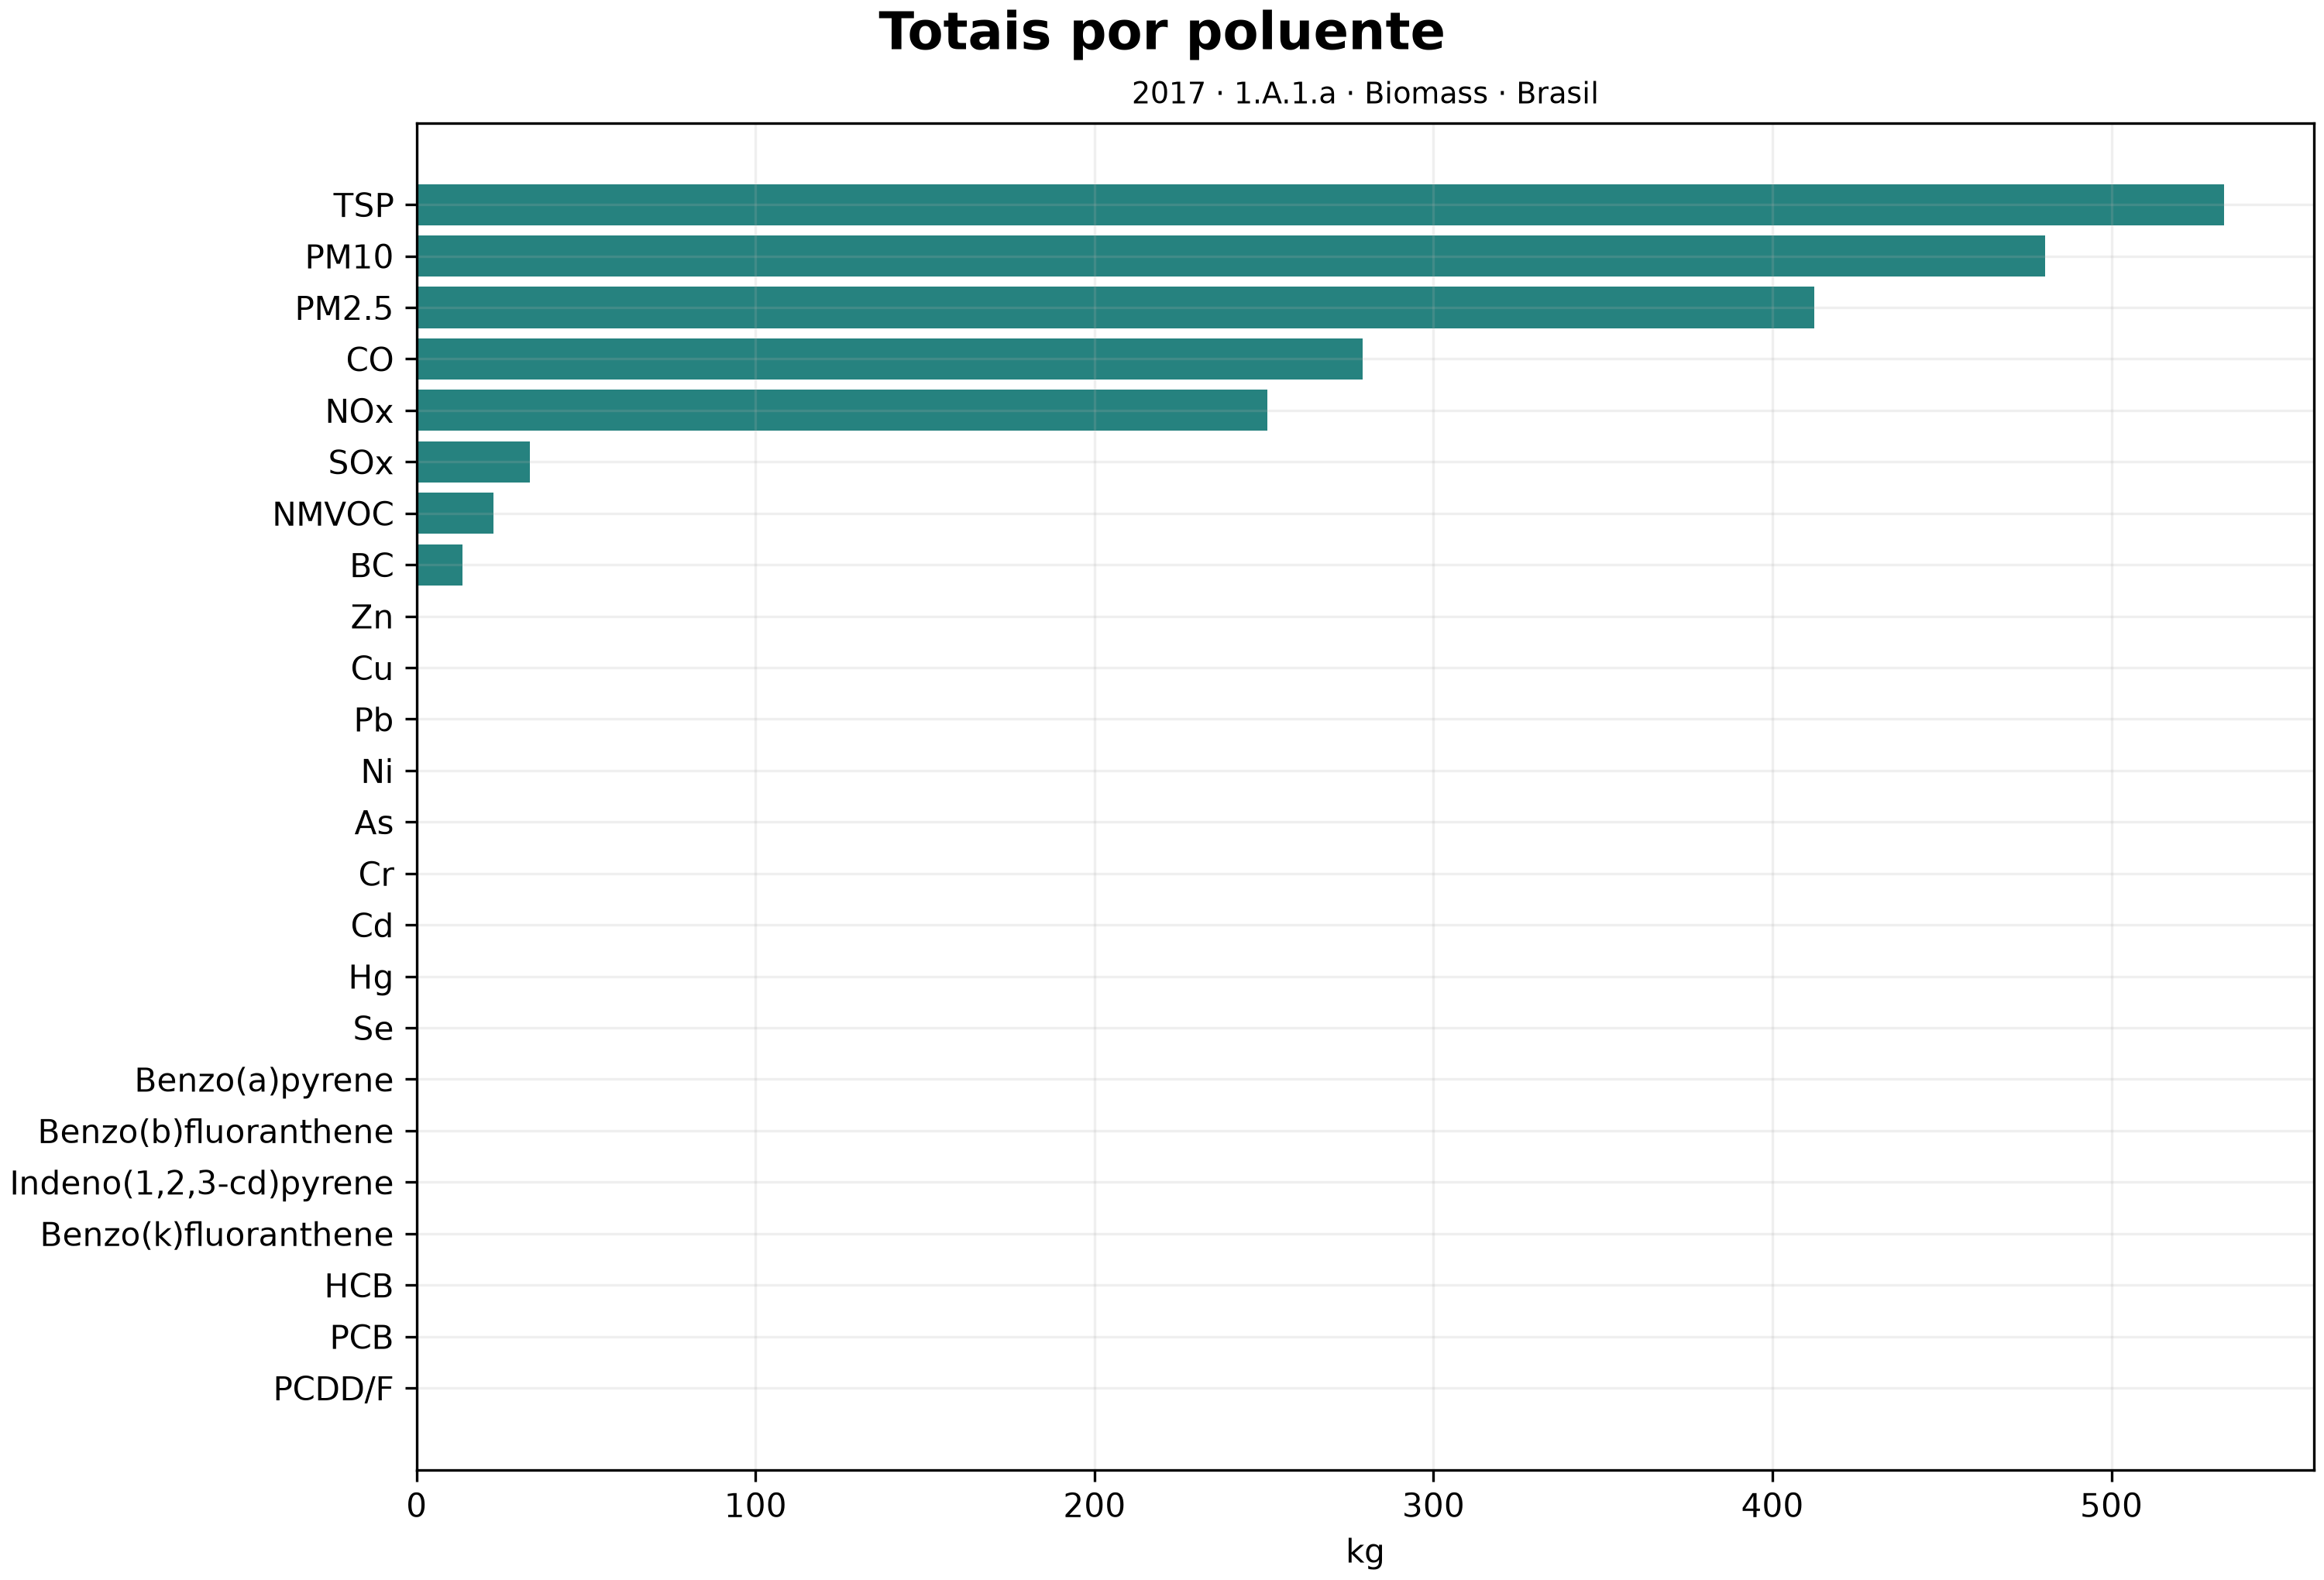 Totais por poluente
2017 · 1.A.1.a · Biomass · Brasil
TSP
PM10
PM2.5
CO
NOx
SOx
NMVOC
BC
Zn
Cu
Pb
Ni
As
Cr
Cd
Hg
Se
Benzo(a)pyrene
Benzo(b)fluoranthene
Indeno(1,2,3-cd)pyrene
Benzo(k)fluoranthene
HCB
PCB
PCDD/F
0 100 200 300 400 500
kg